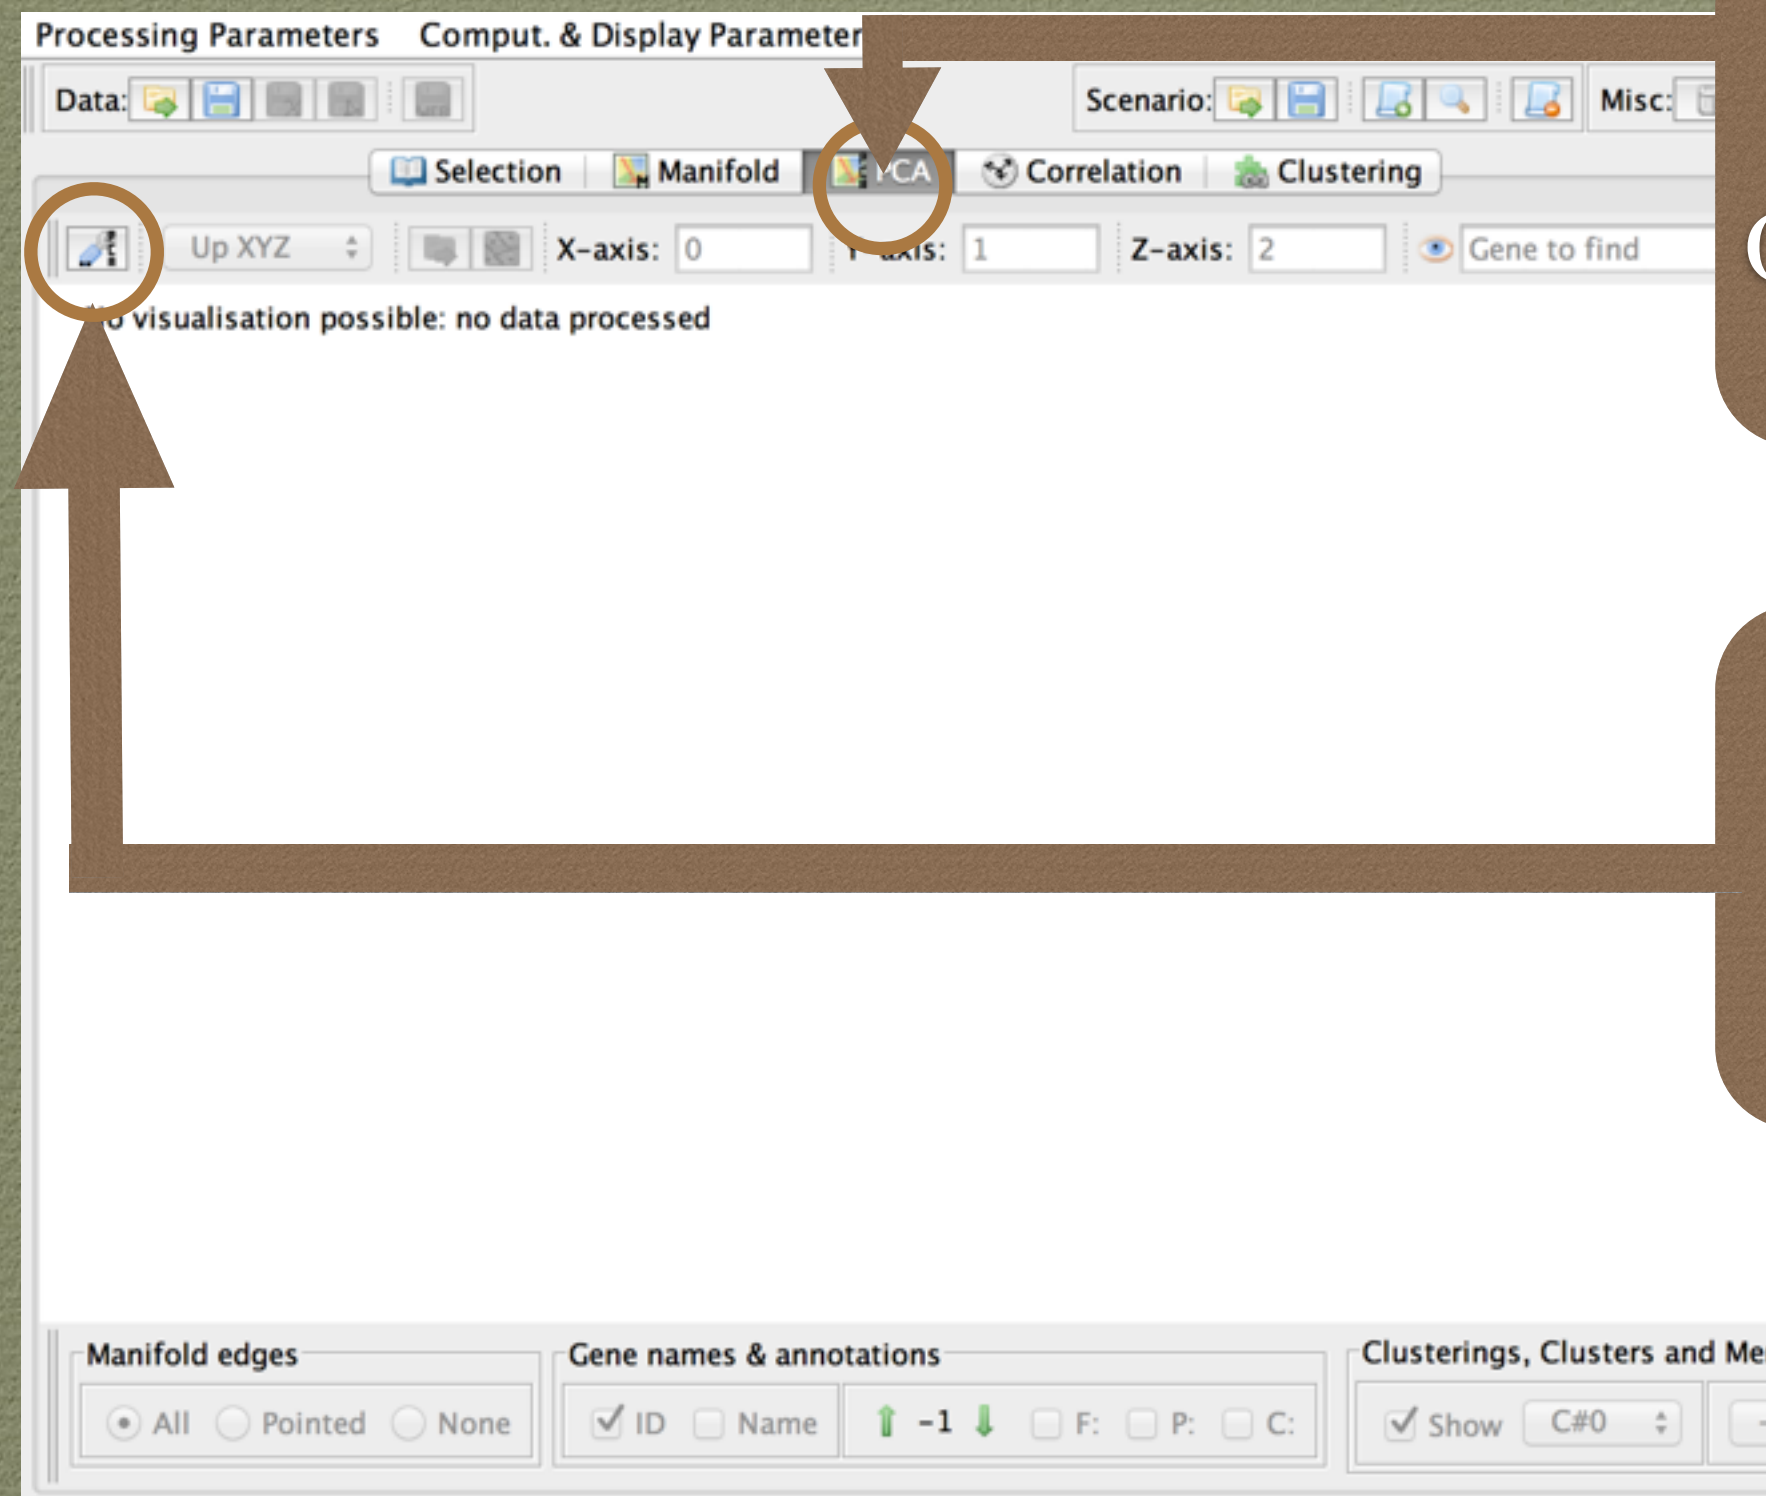 Processing Parameters Comput. & Display Parameter
Data: Scenario: Misc:
Selection Manifold PCA Correlation Clustering
Up XYZ X-axis: 0 Y-axis: 1 Z-axis: 2 Gene to find
No visualisation possible: no data processed
Manifold edges Gene names & annotations Clusterings, Clusters and Me
All Pointed None ID Name -1 F: P: C: Show C#0